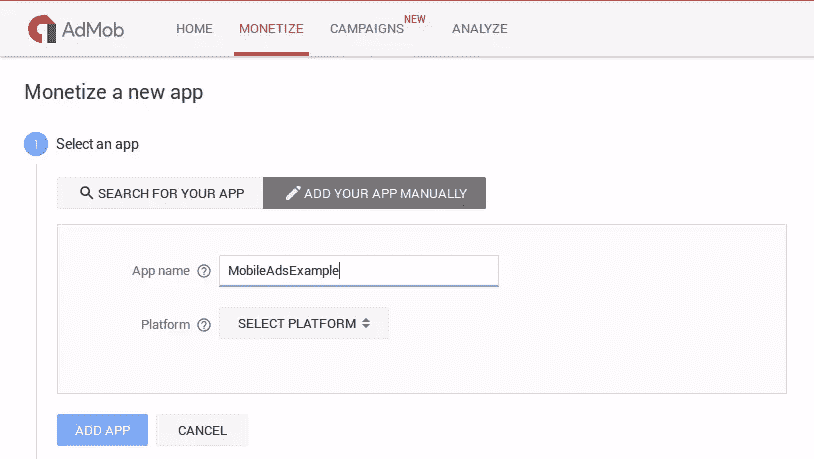 NEW
AdMob HOME MONETIZE CAMPAIGNS ANALYZE
Monetize a new app
1 Select an app
SEARCH FOR YOUR APP ADD YOUR APP MANUALLY
App name ? MobileAdsExample
Platform ? SELECT PLATFORM
ADD APP CANCEL